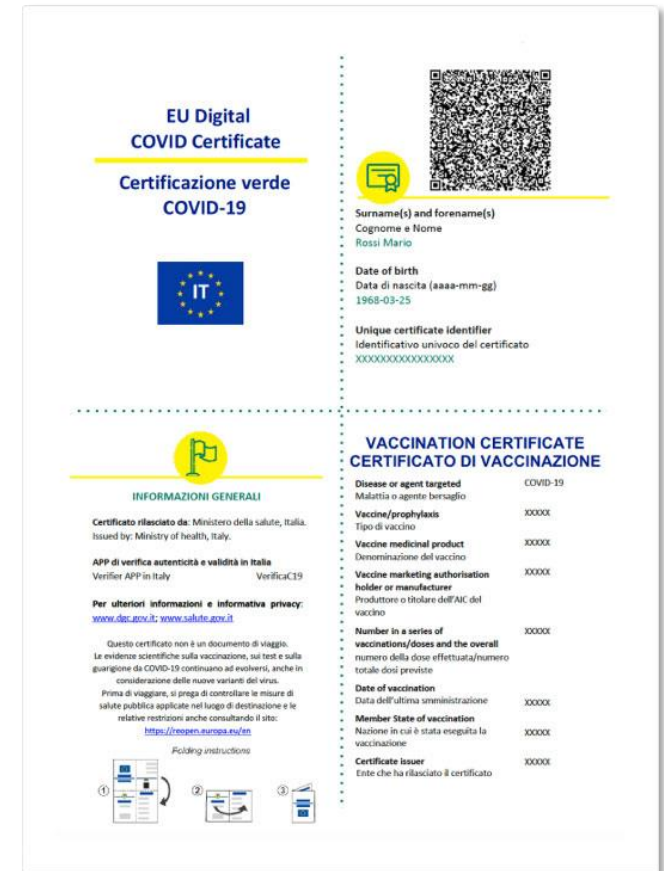 EU Digital
COVID Certificate
Certificazione verde
COVID-19
IT
Surname(s) and forename(s)
Cognome e Nome
Rossi Mario
Date of birth
Data di nascita (aaaa-mm-gg)
1968-03-25
Unique certificate identifier
Identificativo univoco del certificato
XXXXXXXXXXXXXXXX
INFORMAZIONI GENERALI
Certificato rilasciato da: Ministero della salute, Italia.
Issued by: Ministry of health, Italy.
APP di verifica autenticità e validità in Italia
Verifier APP in Italy VerificaC19
Per ulteriori informazioni e informativa privacy:
www.dgc.gov.it; www.salute.gov.it
Questo certificato non è un documento di viaggio.
Le evidenze scientifiche sulla vaccinazione, sui test e sulla
guarigione da COVID-19 continuano ad evolversi, anche in
considerazione delle nuove varianti del virus.
Prima di viaggiare, si prega di controllare le misure di
salute pubblica applicate nel luogo di destinazione e le
relative restrizioni anche consultando il sito:
https://reopen.europa.eu/en
Folding instructions
1 2 3
VACCINATION CERTIFICATE
CERTIFICATO DI VACCINAZIONE
Disease or agent targeted COVID-19
Malattia o agente bersaglio
Vaccine/prophylaxis XXXXX
Tipo di vaccino
Vaccine medicinal product XXXXX
Denominazione del vaccino
Vaccine marketing authorisation XXXXX
holder or manufacturer
Produttore o titolare dell'AIC del
vaccino
Number in a series of XXXXX
vaccinations/doses and the overall
numero della dose effettuata/numero
totale dosi previste
Date of vaccination
Data dell'ultima smministrazione XXXXX
Member State of vaccination
Nazione in cui è stata eseguita la XXXXX
vaccinazione
Certificate issuer XXXXX
Ente che ha rilasciato il certificato